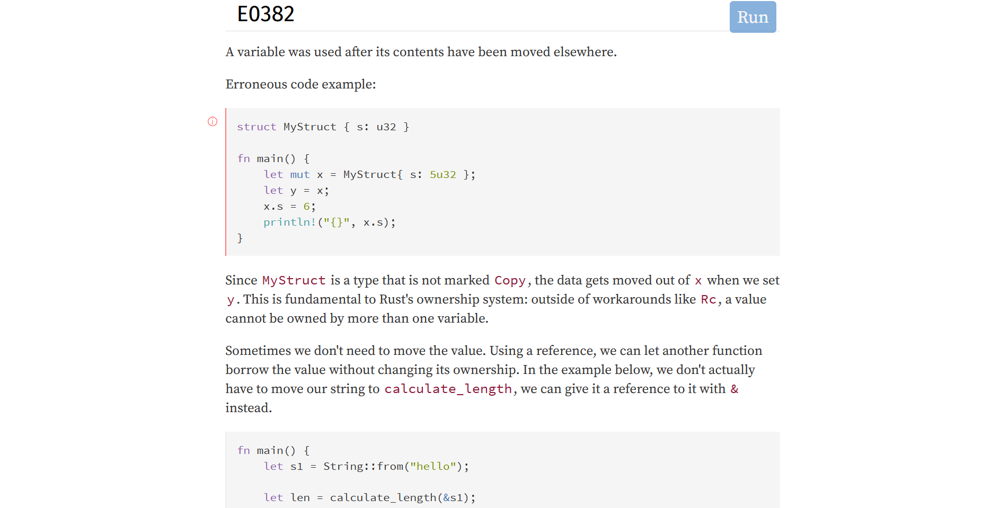 E0382
Run
A variable was used after its contents have been moved elsewhere.
Erroneous code example:
struct MyStruct { s: u32 }
fn main() {
    let mut x = MyStruct{ s: 5u32 };
    let y = x;
    x.s = 6;
    println!("{}", x.s);
}
Since MyStruct is a type that is not marked Copy, the data gets moved out of x when we set
y. This is fundamental to Rust's ownership system: outside of workarounds like Rc, a value
cannot be owned by more than one variable.
Sometimes we don't need to move the value. Using a reference, we can let another function
borrow the value without changing its ownership. In the example below, we don't actually
have to move our string to calculate_length, we can give it a reference to it with &
instead.
fn main() {
    let s1 = String::from("hello");
    let len = calculate_length(&s1);